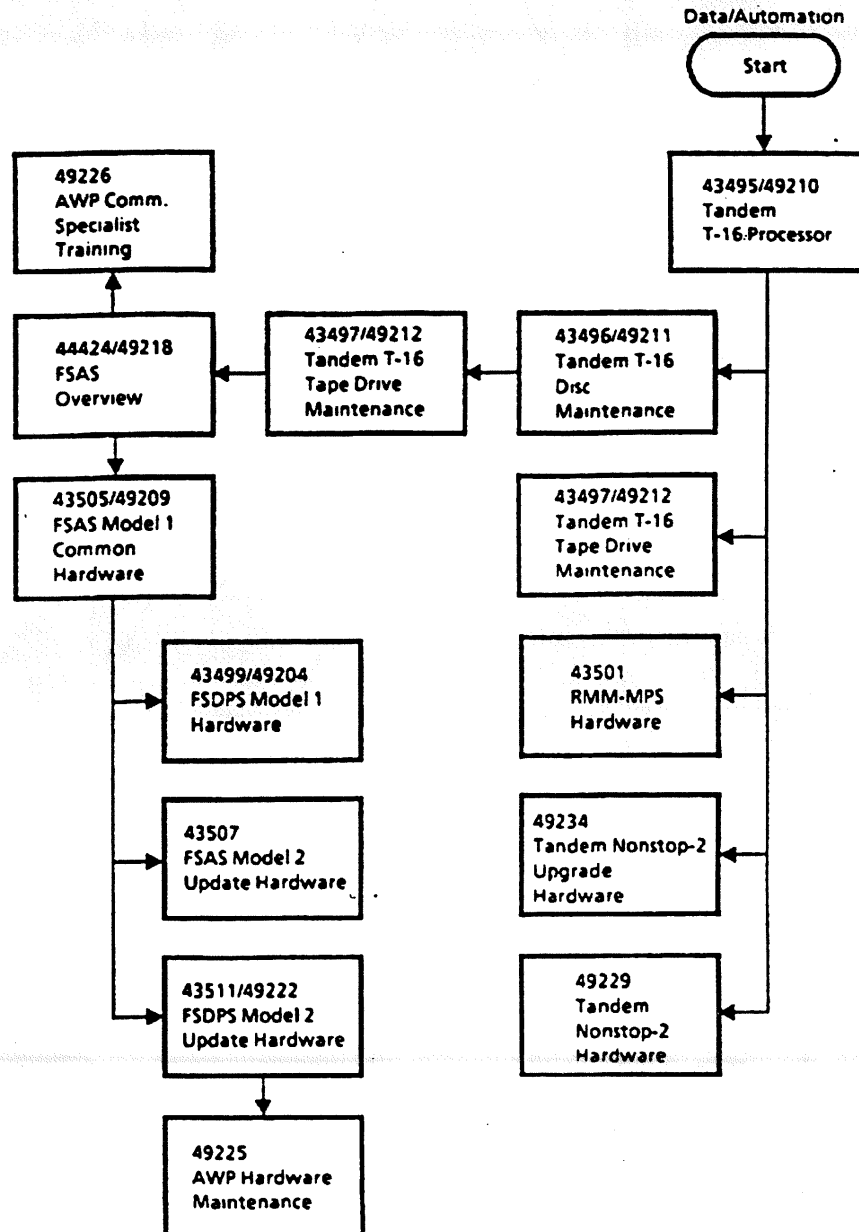 Data/Automation
Start
49226
AWP Comm.
Specialist
Training
43495/49210
Tandem
T-16 Processor
44424/49218
FSAS
Overview
43497/49212
Tandem T-16
Tape Drive
Maintenance
43496/49211
Tandem T-16
Disc
Maintenance
43505/49209
FSAS Model 1
Common
Hardware
43497/49212
Tandem T-16
Tape Drive
Maintenance
43499/49204
FSDPS Model 1
Hardware
43501
RMM-MPS
Hardware
43507
FSAS Model 2
Update Hardware
49234
Tandem Nonstop-2
Upgrade
Hardware
43511/49222
FSDPS Model 2
Update Hardware
49229
Tandem
Nonstop-2
Hardware
49225
AWP Hardware
Maintenance